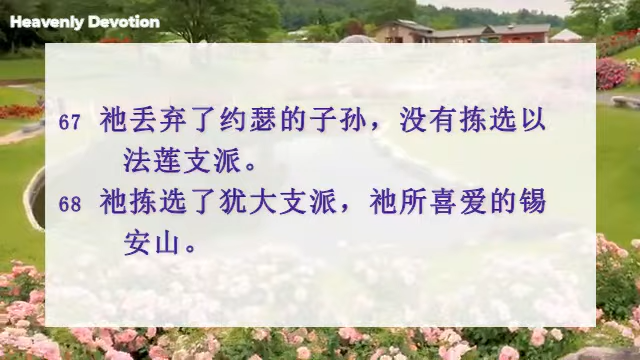 Heavenly Devotion
67 祂丢弃了约瑟的子孙，没有拣选以
法莲支派。
68 祂拣选了犹大支派，祂所喜爱的锡
安山。